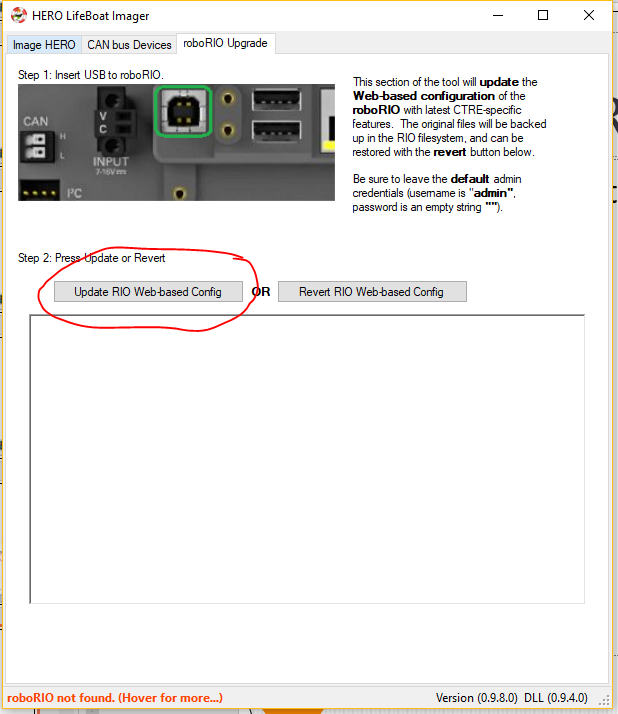 HERO LifeBoat Imager
Image HERO CAN bus Devices roboRIO Upgrade
Step 1: Insert USB to roboRIO.
CAN
H
L
V
C
INPUT
7-16V
I²C
This section of the tool will update the
Web-based configuration of the
roboRIO with latest CTRE-specific
features. The original files will be backed
up in the RIO filesystem, and can be
restored with the revert button below.
Be sure to leave the default admin
credentials (username is "admin",
password is an empty string "").
Step 2: Press Update or Revert
Update RIO Web-based Config OR Revert RIO Web-based Config
roboRIO not found. (Hover for more...) Version (0.9.8.0) DLL (0.9.4.0)